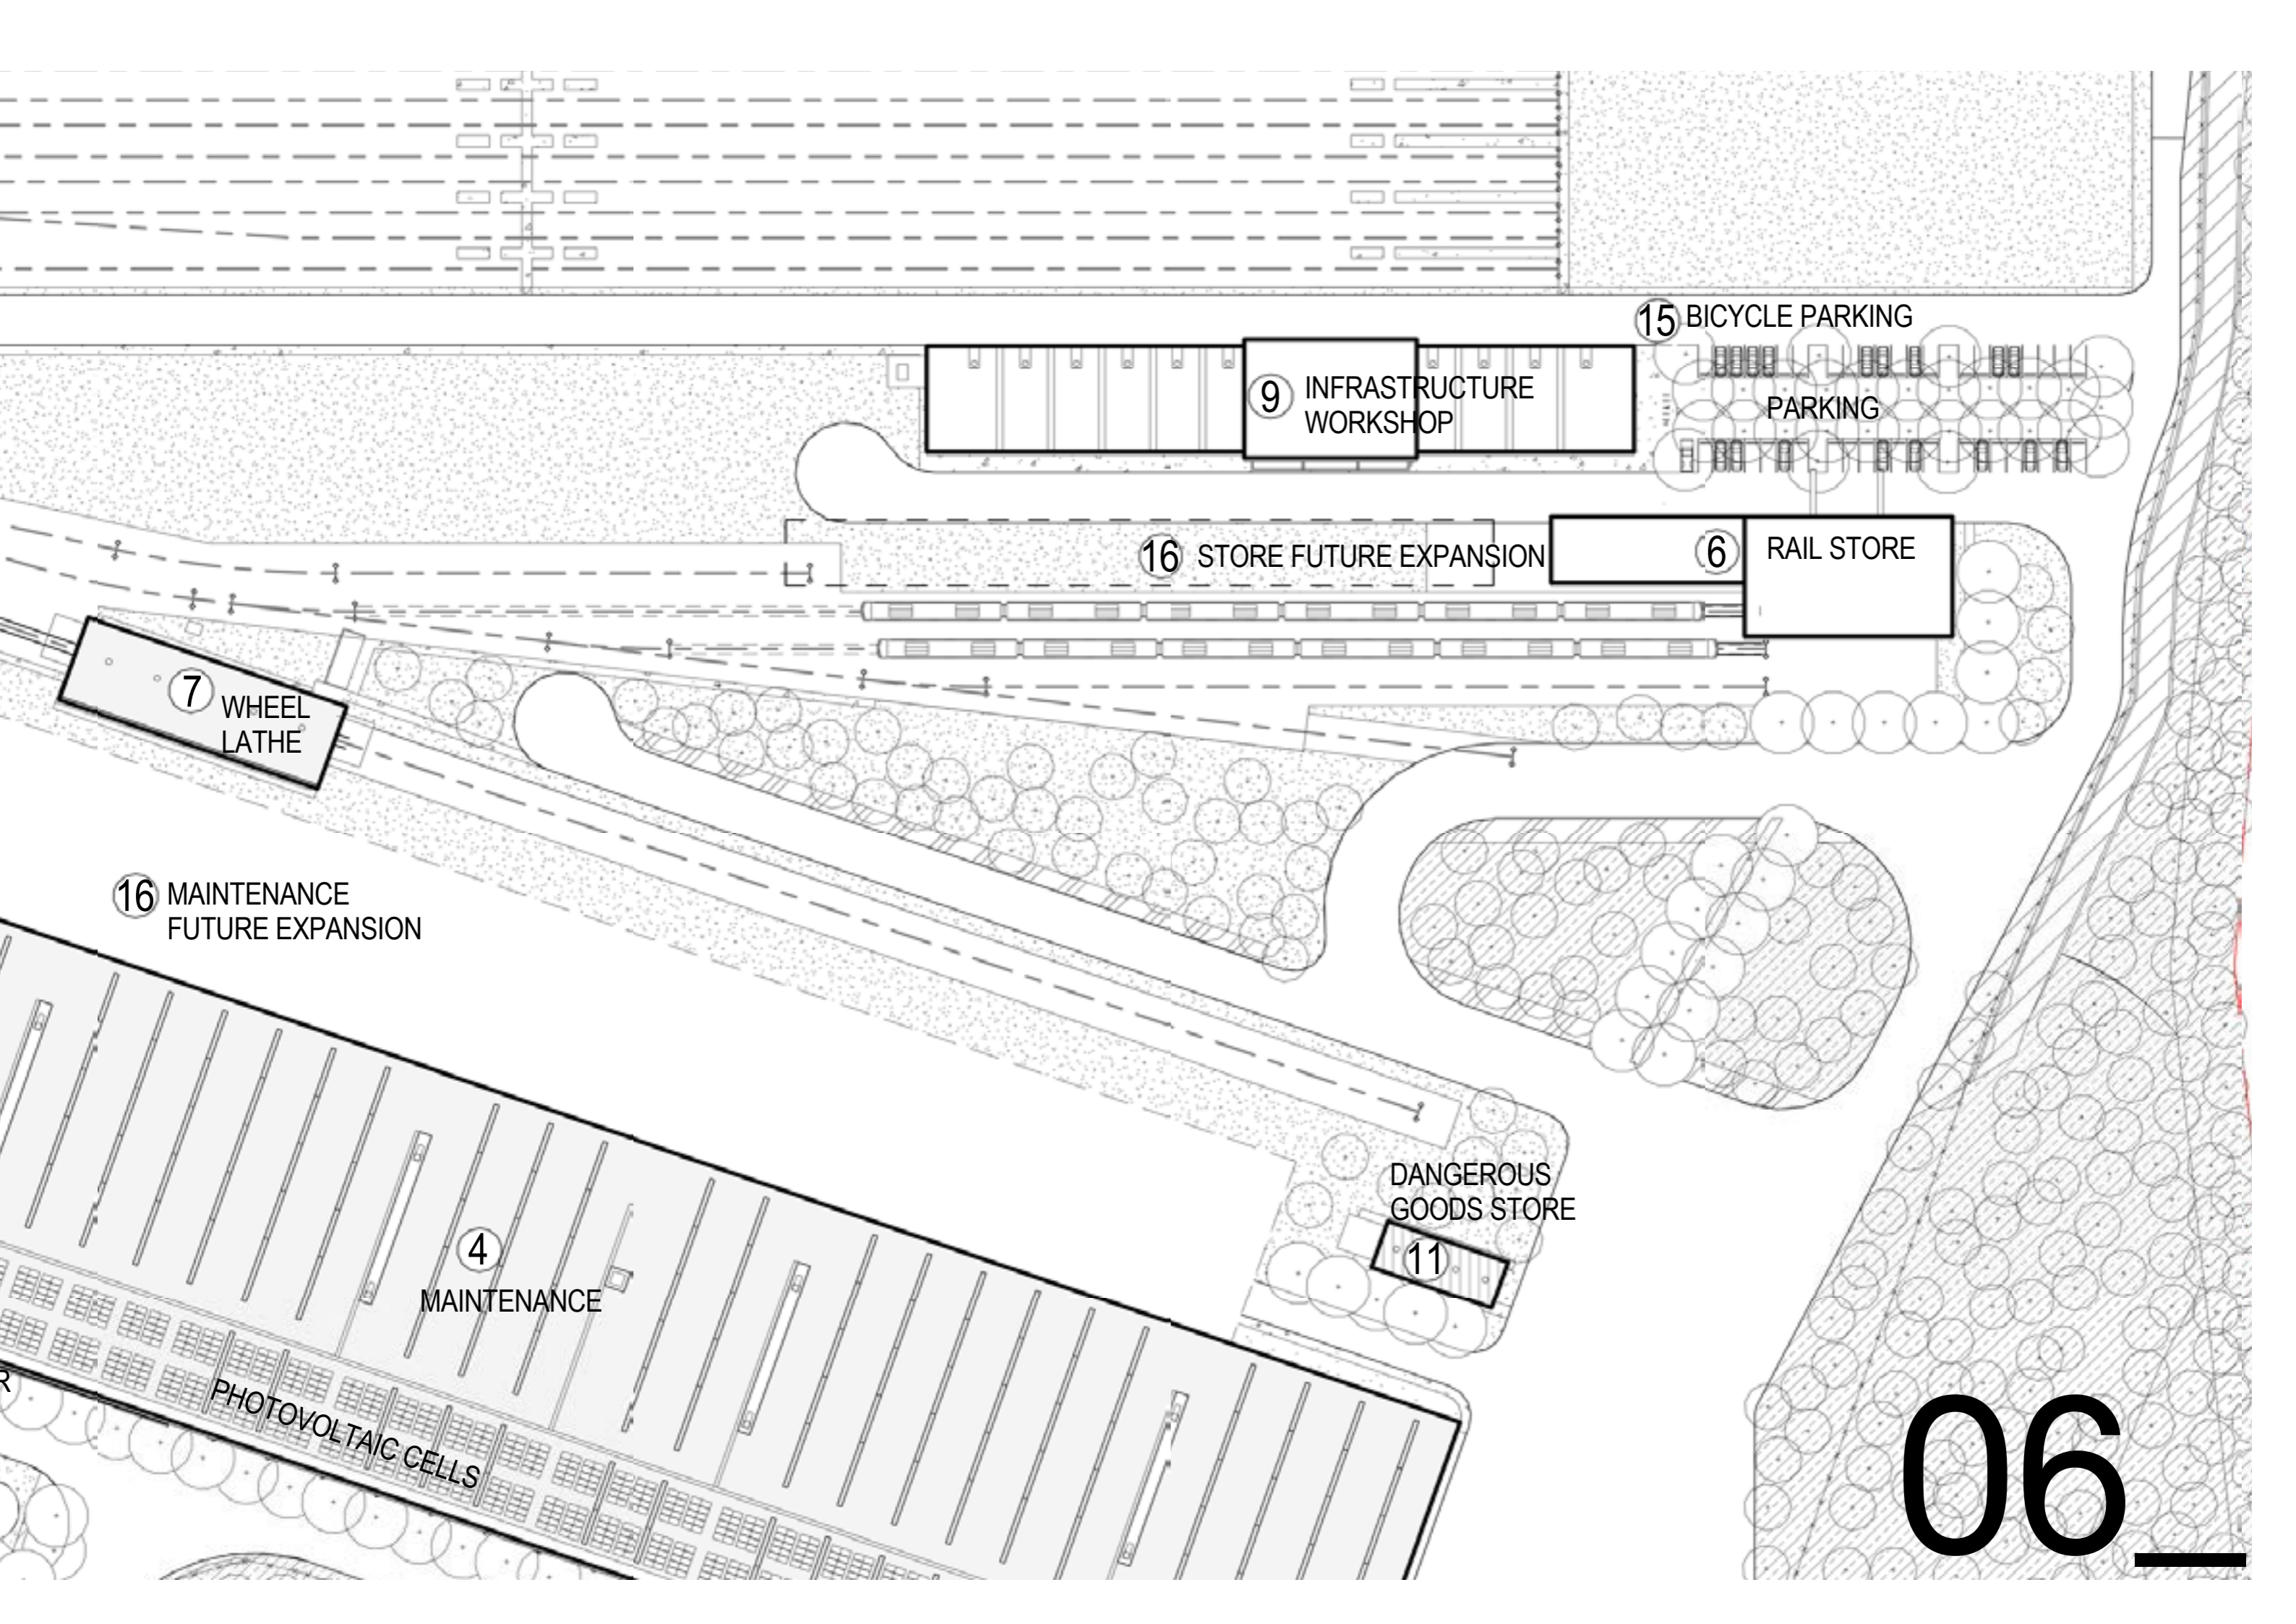 15 BICYCLE PARKING
9 INFRASTRUCTURE
WORKSHOP
PARKING
16 STORE FUTURE EXPANSION
6 RAIL STORE
7 WHEEL
LATHE
16 MAINTENANCE
FUTURE EXPANSION
DANGEROUS
GOODS STORE
11
4
MAINTENANCE
R
PHOTOVOLTAIC CELLS
06_